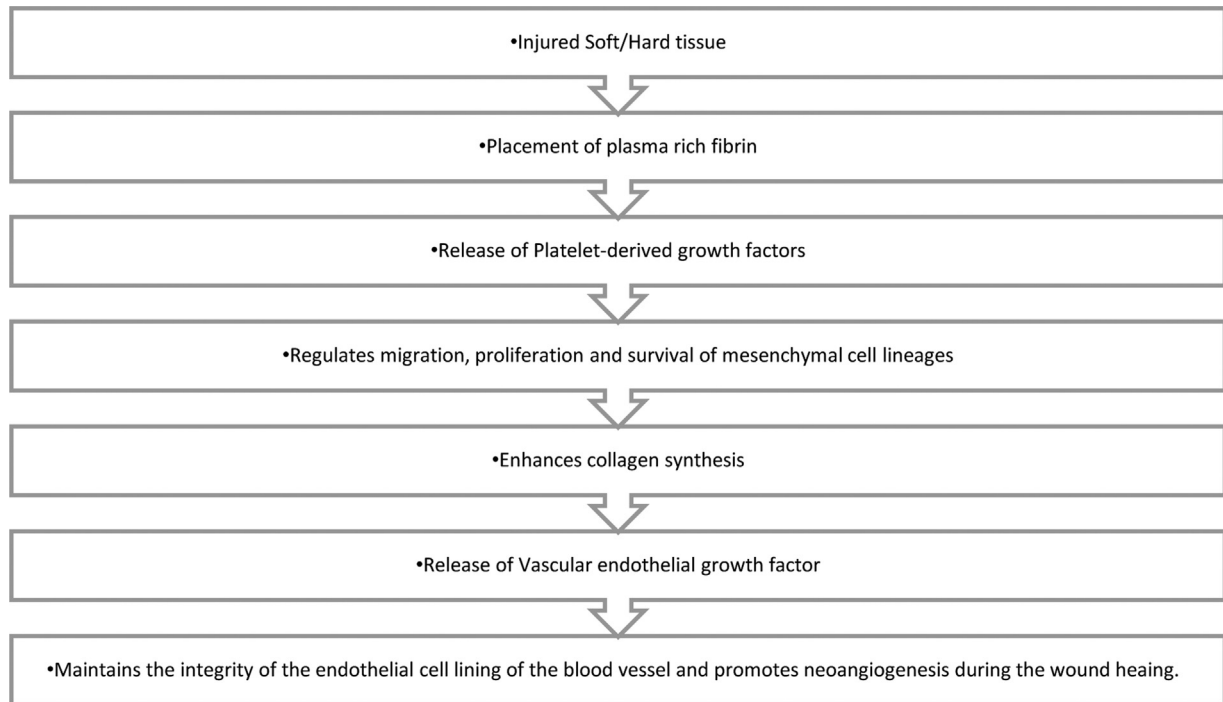 •Injured Soft/Hard tissue
•Placement of plasma rich fibrin
•Release of Platelet-derived growth factors
•Regulates migration, proliferation and survival of mesenchymal cell lineages
•Enhances collagen synthesis
•Release of Vascular endothelial growth factor
•Maintains the integrity of the endothelial cell lining of the blood vessel and promotes neoangiogenesis during the wound heaing.